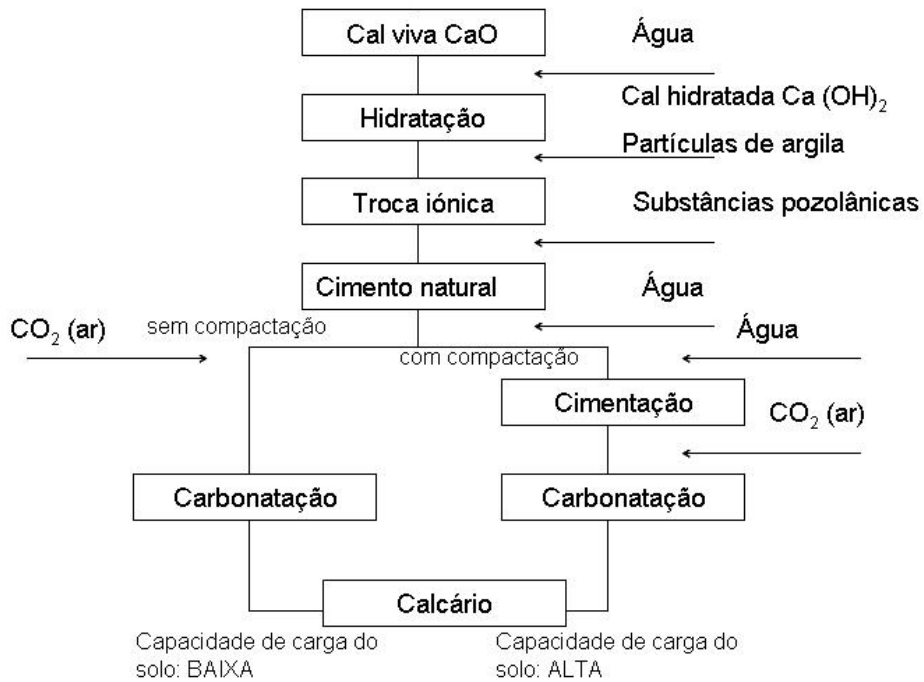 Cal viva CaO
Água
Cal hidratada Ca (OH)₂
Hidratação
Partículas de argila
Troca iónica
Substâncias pozolânicas
Cimento natural
Água
CO₂ (ar)
sem compactação
com compactação
Água
Cimentação
CO₂ (ar)
Carbonatação
Carbonatação
Calcário
Capacidade de carga do
solo: BAIXA
Capacidade de carga do
solo: ALTA